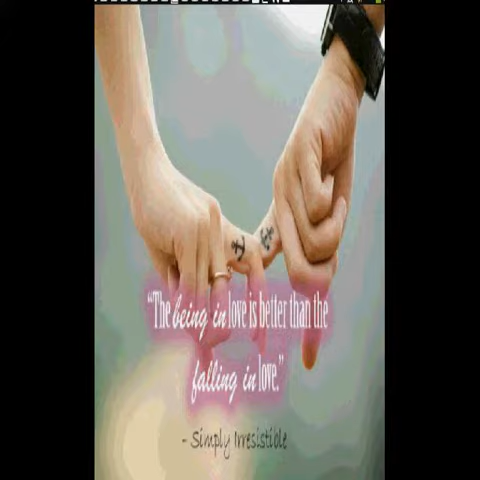 “The being in love is better than the
falling in love.”
- Simply Irresistible